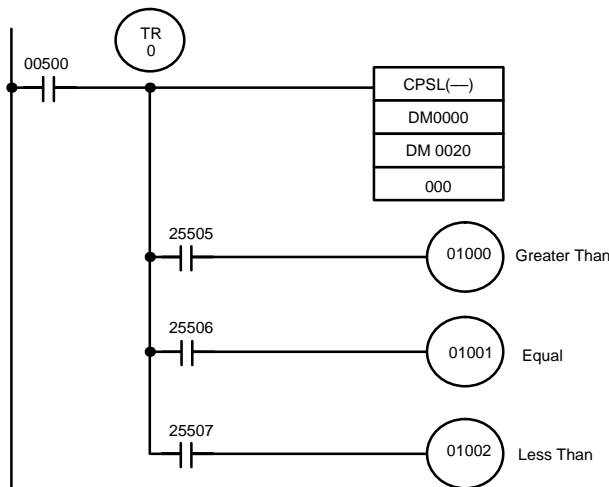 TR
0
00500
CPSL(––)
DM0000
DM 0020
000
25505
01000
Greater Than
25506
01001
Equal
25507
01002
Less Than